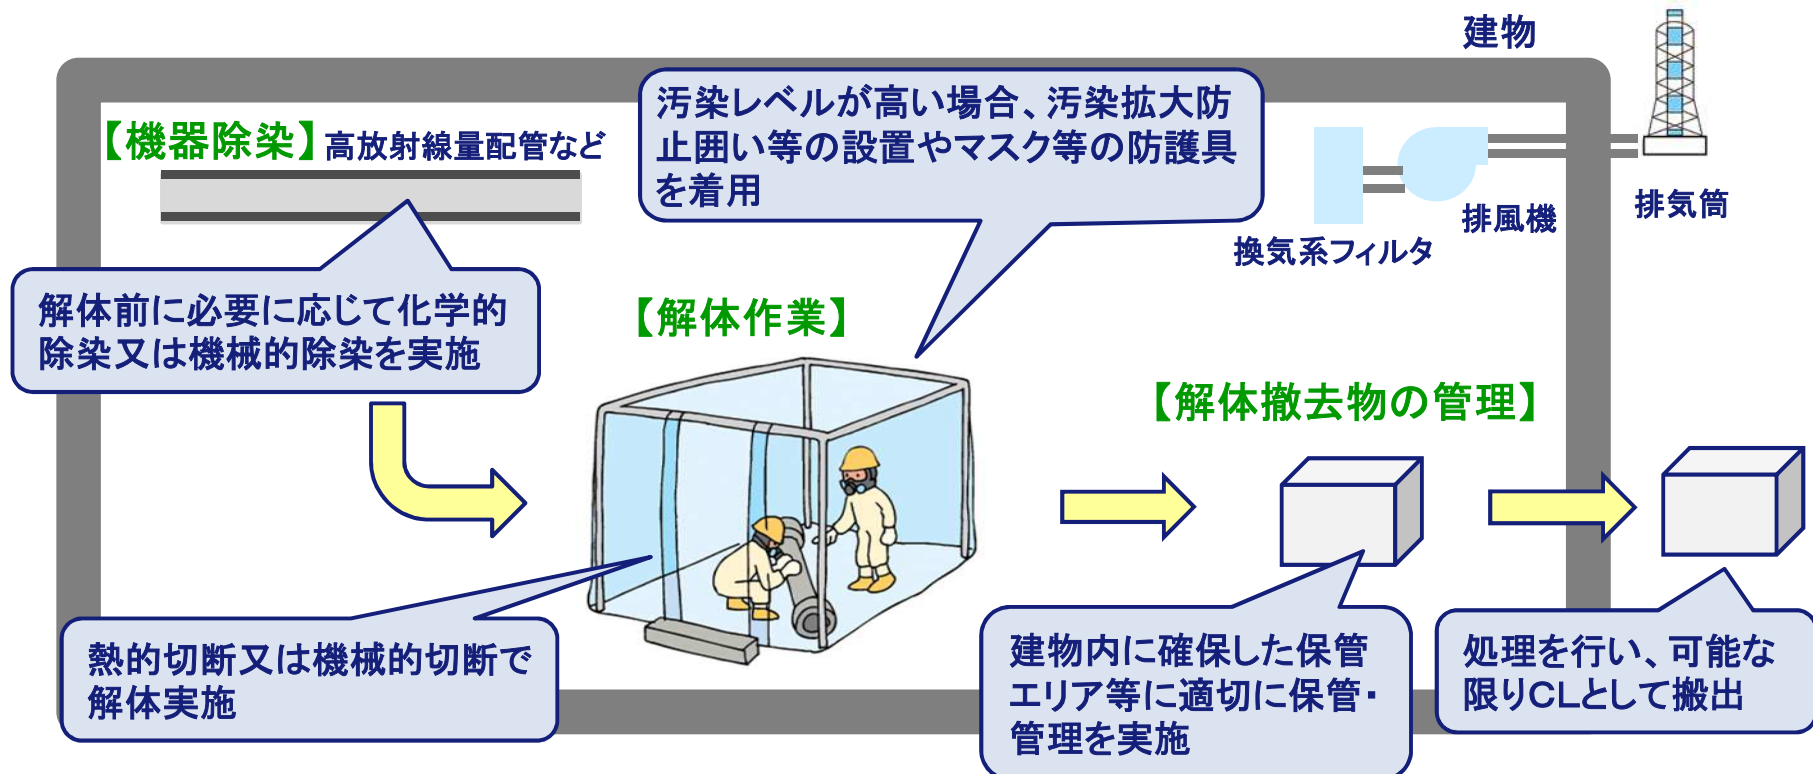 建物
【機器除染】高放射線量配管など
汚染レベルが高い場合、汚染拡大防
止囲い等の設置やマスク等の防護具
を着用
換気系フィルタ
排風機
排気筒
解体前に必要に応じて化学的
除染又は機械的除染を実施
【解体作業】
【解体撤去物の管理】
熱的切断又は機械的切断で
解体実施
建物内に確保した保管
エリア等に適切に保管・
管理を実施
処理を行い、可能な
限りCLとして搬出